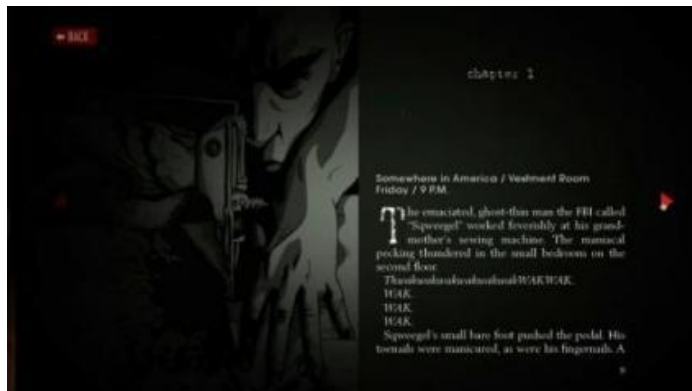 BACK
chapter 1
Somewhere in America / Vestment Room
Friday / 9 P.M.
The emaciated, ghost-thin man the FBI called
"Sqweegel" worked feverishly at his grand-
mother's sewing machine. The maniacal
pecking thundered in the small bedroom on the
second floor.
WAK.
WAK.
WAK.
Sqweegel's small bare foot pushed the pedal. His
toenails were manicured, as were his fingernails. A
9